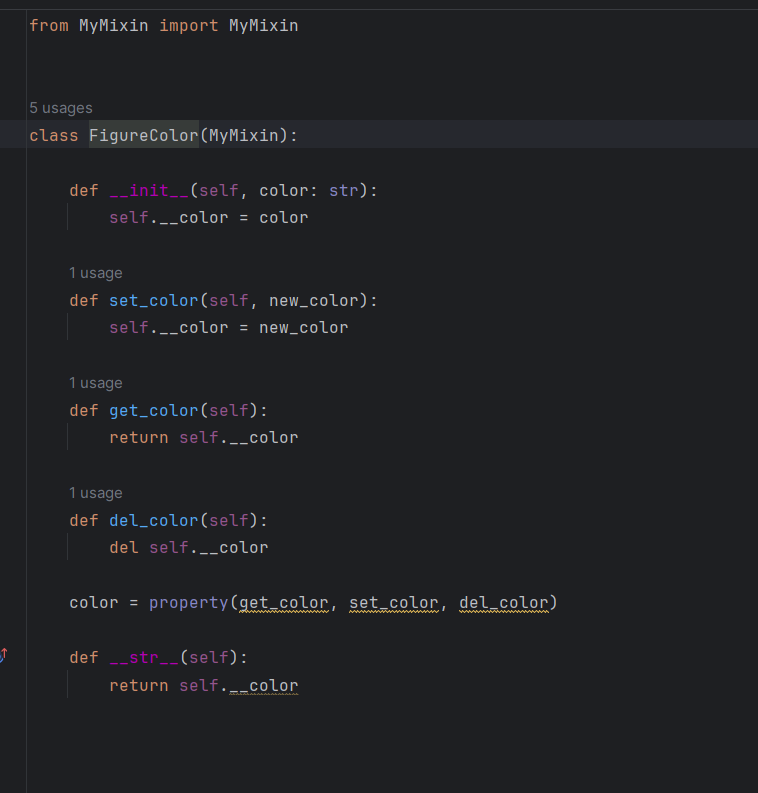 from MyMixin import MyMixin
5 usages
class FigureColor(MyMixin):
def __init__(self, color: str):
self.__color = color
1 usage
def set_color(self, new_color):
self.__color = new_color
1 usage
def get_color(self):
return self.__color
1 usage
def del_color(self):
del self.__color
color = property(get_color, set_color, del_color)
def __str__(self):
return self.__color